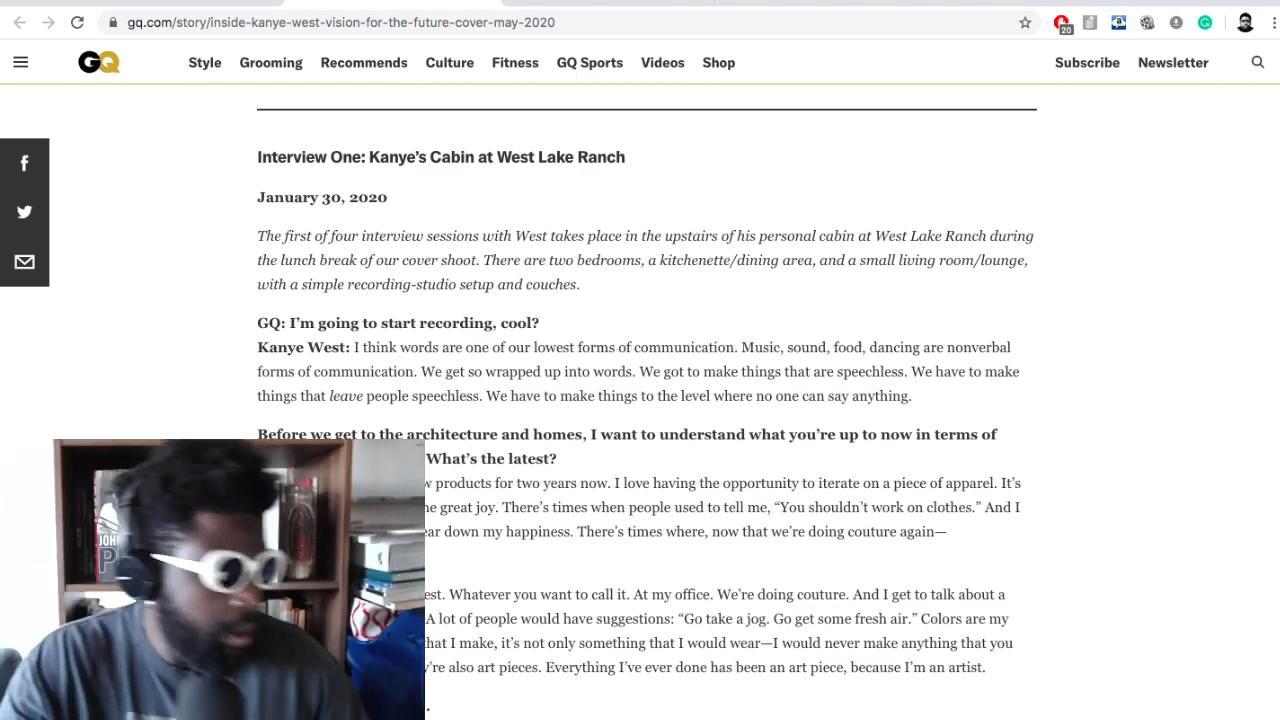 gq.com/story/inside-kanye-west-vision-for-the-future-cover-may-2020
20
GQ
Style Grooming Recommends Culture Fitness GQ Sports Videos Shop
Subscribe Newsletter
Interview One: Kanye’s Cabin at West Lake Ranch
January 30, 2020
The first of four interview sessions with West takes place in the upstairs of his personal cabin at West Lake Ranch during
the lunch break of our cover shoot. There are two bedrooms, a kitchenette/dining area, and a small living room/lounge,
with a simple recording-studio setup and couches.
GQ: I’m going to start recording, cool?
Kanye West: I think words are one of our lowest forms of communication. Music, sound, food, dancing are nonverbal
forms of communication. We get so wrapped up into words. We got to make things that are speechless. We have to make
things that leave people speechless. We have to make things to the level where no one can say anything.
Before we get to the architecture and homes, I want to understand what you’re up to now in terms of
What’s the latest?
products for two years now. I love having the opportunity to iterate on a piece of apparel. It’s
great joy. There’s times when people used to tell me, “You shouldn’t work on clothes.” And I
down my happiness. There’s times where, now that we’re doing couture again—
Whatever you want to call it. At my office. We’re doing couture. And I get to talk about a
A lot of people would have suggestions: “Go take a jog. Go get some fresh air.” Colors are my
that I make, it’s not only something that I would wear—I would never make anything that you
also art pieces. Everything I’ve ever done has been an art piece, because I’m an artist.
JOH
P